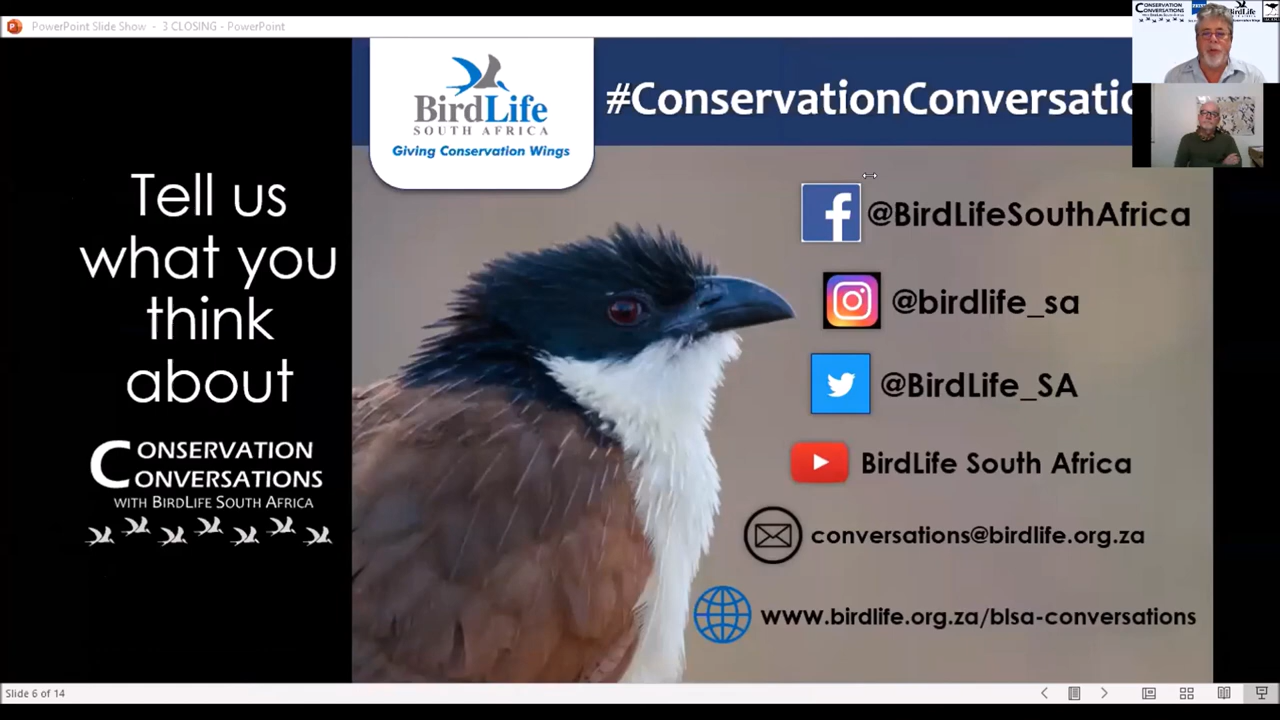 PowerPoint Slide Show - 3 CLOSING - PowerPoint
BirdLife
SOUTH AFRICA
Giving Conservation Wings
#ConservationConversatio
Tell us
what you
think
about
CONSERVATION
CONVERSATIONS
WITH BIRDLIFE SOUTH AFRICA
@BirdLifeSouthAfrica
@birdlife_sa
@BirdLife_SA
BirdLife South Africa
conversations@birdlife.org.za
www.birdlife.org.za/blsa-conversations
CONSERVATION
CONVERSATIONS
Slide 6 of 14